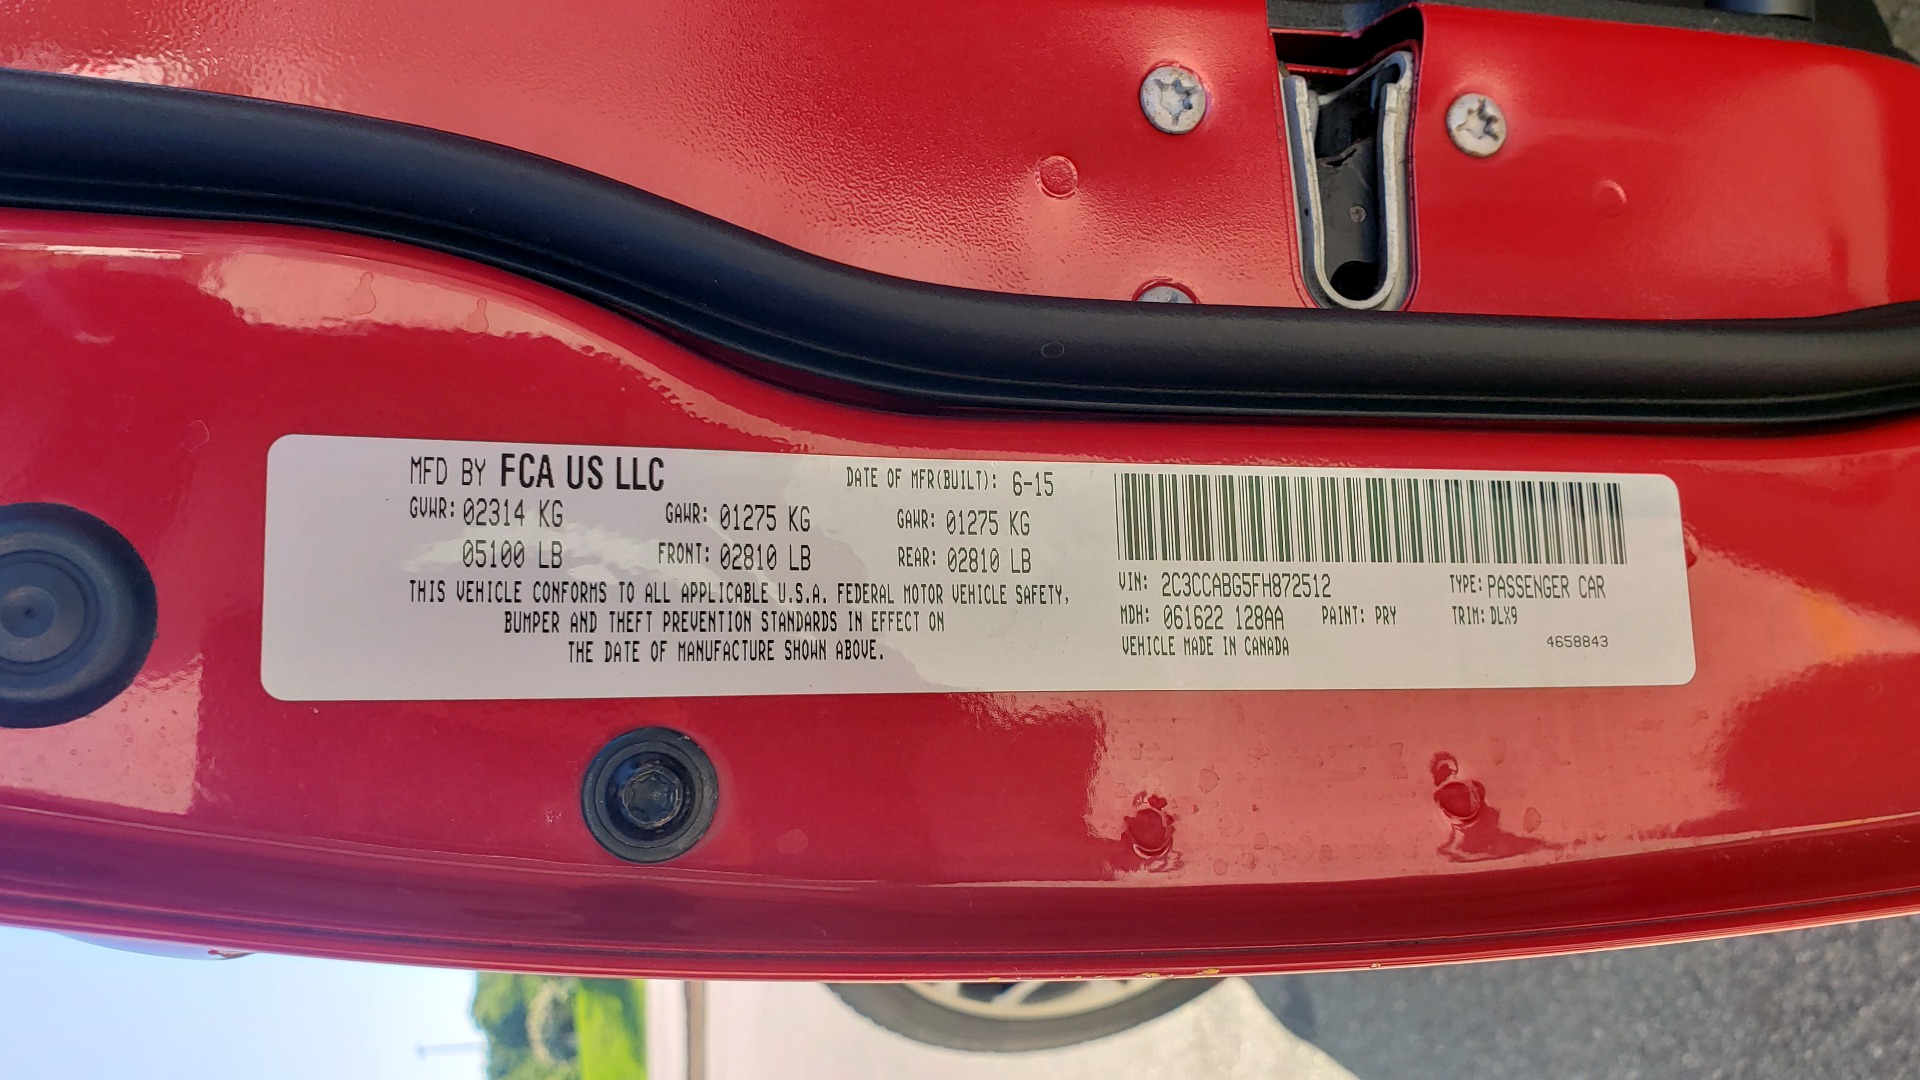 MFD BY FCA US LLC DATE OF MFR(BUILT): 6-15
GVWR: 02314 KG GAWR: 01275 KG GAWR: 01275 KG
05100 LB FRONT: 02810 LB REAR: 02810 LB
THIS VEHICLE CONFORMS TO ALL APPLICABLE U.S.A. FEDERAL MOTOR VEHICLE SAFETY,
BUMPER AND THEFT PREVENTION STANDARDS IN EFFECT ON
THE DATE OF MANUFACTURE SHOWN ABOVE.
VIN: 2C3CCABG5FH872512 TYPE: PASSENGER CAR
MDH: 061622 128AA PAINT: PRY TRIM: DLX9
VEHICLE MADE IN CANADA 4658843